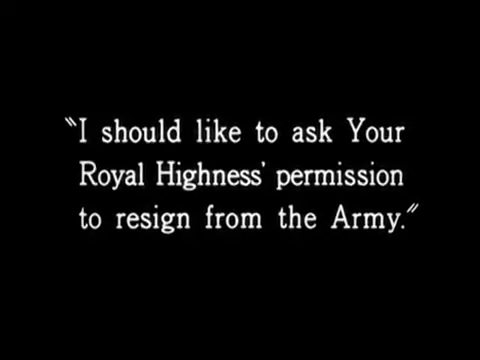 "I should like to ask Your
Royal Highness' permission
to resign from the Army."